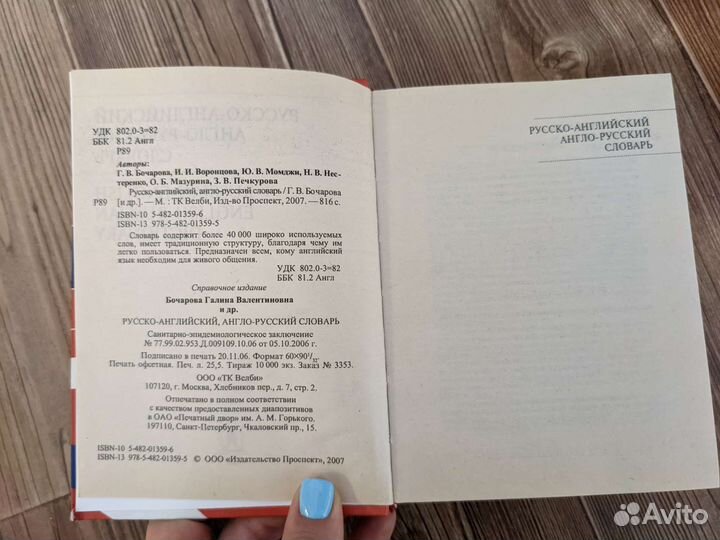 УДК 802.0-3=82
ББК 81.2 Англ
Р89
Авторы:
Г. В. Бочарова, И. И. Воронцова, Ю. В. Момджи, Н. В. Нес-
теренко, О. Б. Мазурина, З. В. Печкурова
Русско-английский, англо-русский словарь / Г. В. Бочарова
Р89 [и др.]. — М. : ТК Велби, Изд-во Проспект, 2007. — 816 с.
ISBN-10 5-482-01359-6
ISBN-13 978-5-482-01359-5
Словарь содержит более 40 000 широко используемых
слов, имеет традиционную структуру, благодаря чему им
легко пользоваться. Предназначен всем, кому английский
язык необходим для живого общения.
УДК 802.0-3=82
ББК 81.2 Англ
Справочное издание
Бочарова Галина Валентиновна
и др.
РУССКО-АНГЛИЙСКИЙ, АНГЛО-РУССКИЙ СЛОВАРЬ
Санитарно-эпидемиологическое заключение
№ 77.99.02.953.Д.009109.10.06 от 05.10.2006 г.
Подписано в печать 20.11.06. Формат 60×90 1/32.
Печать офсетная. Печ. л. 25,5. Тираж 10 000 экз. Заказ № 3353.
ООО «ТК Велби»
107120, г. Москва, Хлебников пер., д. 7, стр. 2.
Отпечатано в полном соответствии
с качеством предоставленных диапозитивов
в ОАО «Печатный двор» им. А. М. Горького.
197110, Санкт-Петербург, Чкаловский пр., 15.
ISBN-10 5-482-01359-6
ISBN-13 978-5-482-01359-5 © ООО «Издательство Проспект», 2007
РУССКО-АНГЛИЙСКИЙ
АНГЛО-РУССКИЙ
СЛОВАРЬ
Avito